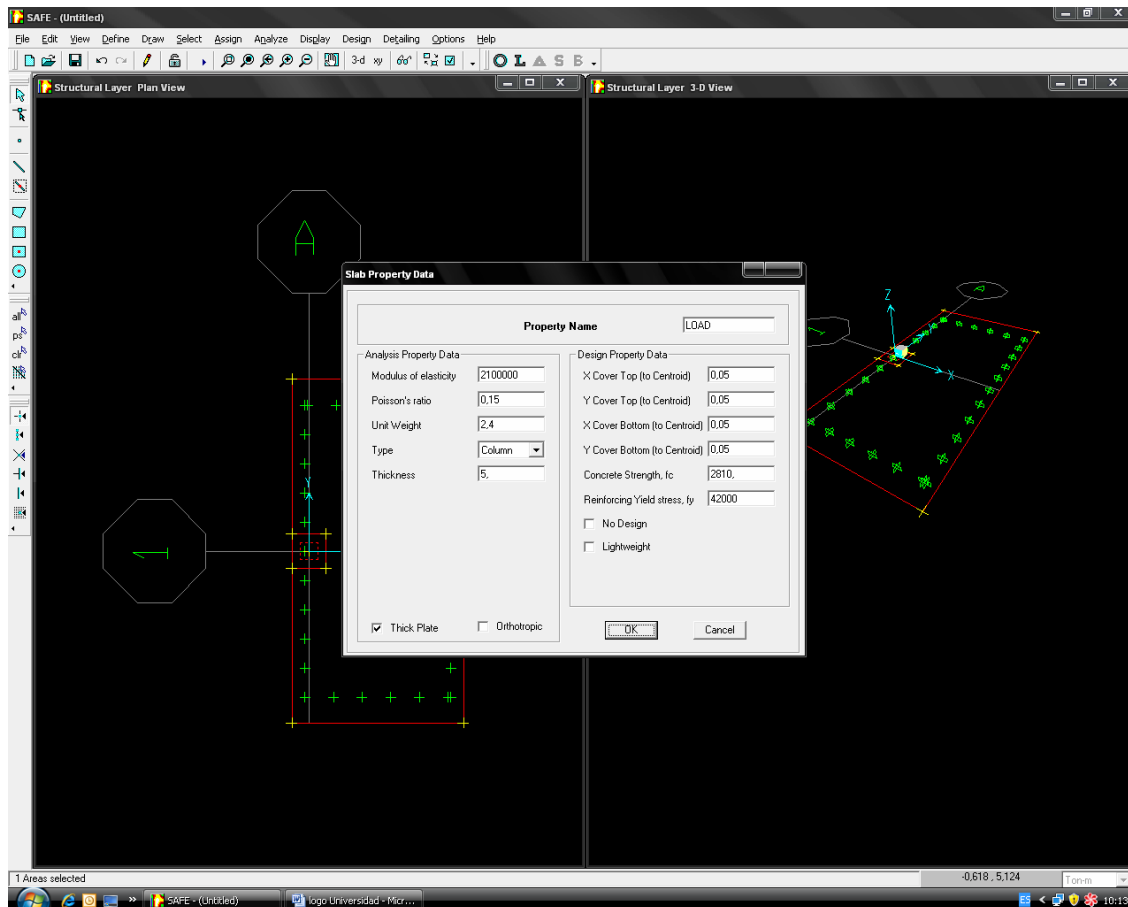 SAFE - (Untitled)
File Edit View Define Draw Select Assign Analyze Display Design Detailing Options Help
3-d xy O L A S B
Structural Layer Plan View
Structural Layer 3-D View
all
ps
clr
A
1
Z
X
Y
A
1
Slab Property Data
Property Name LOAD
Analysis Property Data
Modulus of elasticity 2100000
Poisson's ratio 0,15
Unit Weight 2,4
Type Column
Thickness 5,
Thick Plate Orthotropic
Design Property Data
X Cover Top (to Centroid) 0,05
Y Cover Top (to Centroid) 0,05
X Cover Bottom (to Centroid) 0,05
Y Cover Bottom (to Centroid) 0,05
Concrete Strength, fc 2810,
Reinforcing Yield stress, fy 42000
No Design
Lightweight
OK Cancel
1 Areas selected -0,618 , 5,124 Ton-m
SAFE - (Untitled) logo Universidad - Micr... ES 10:13